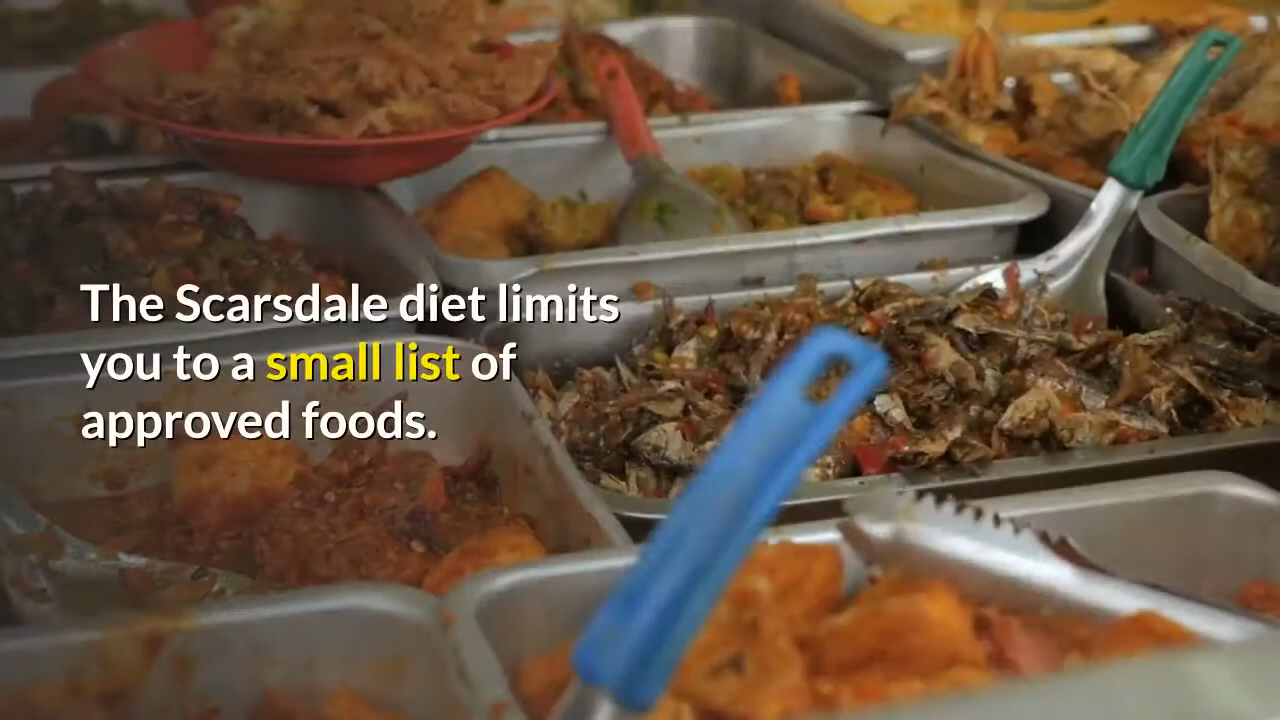 The Scarsdale diet limits
you to a small list of
approved foods.